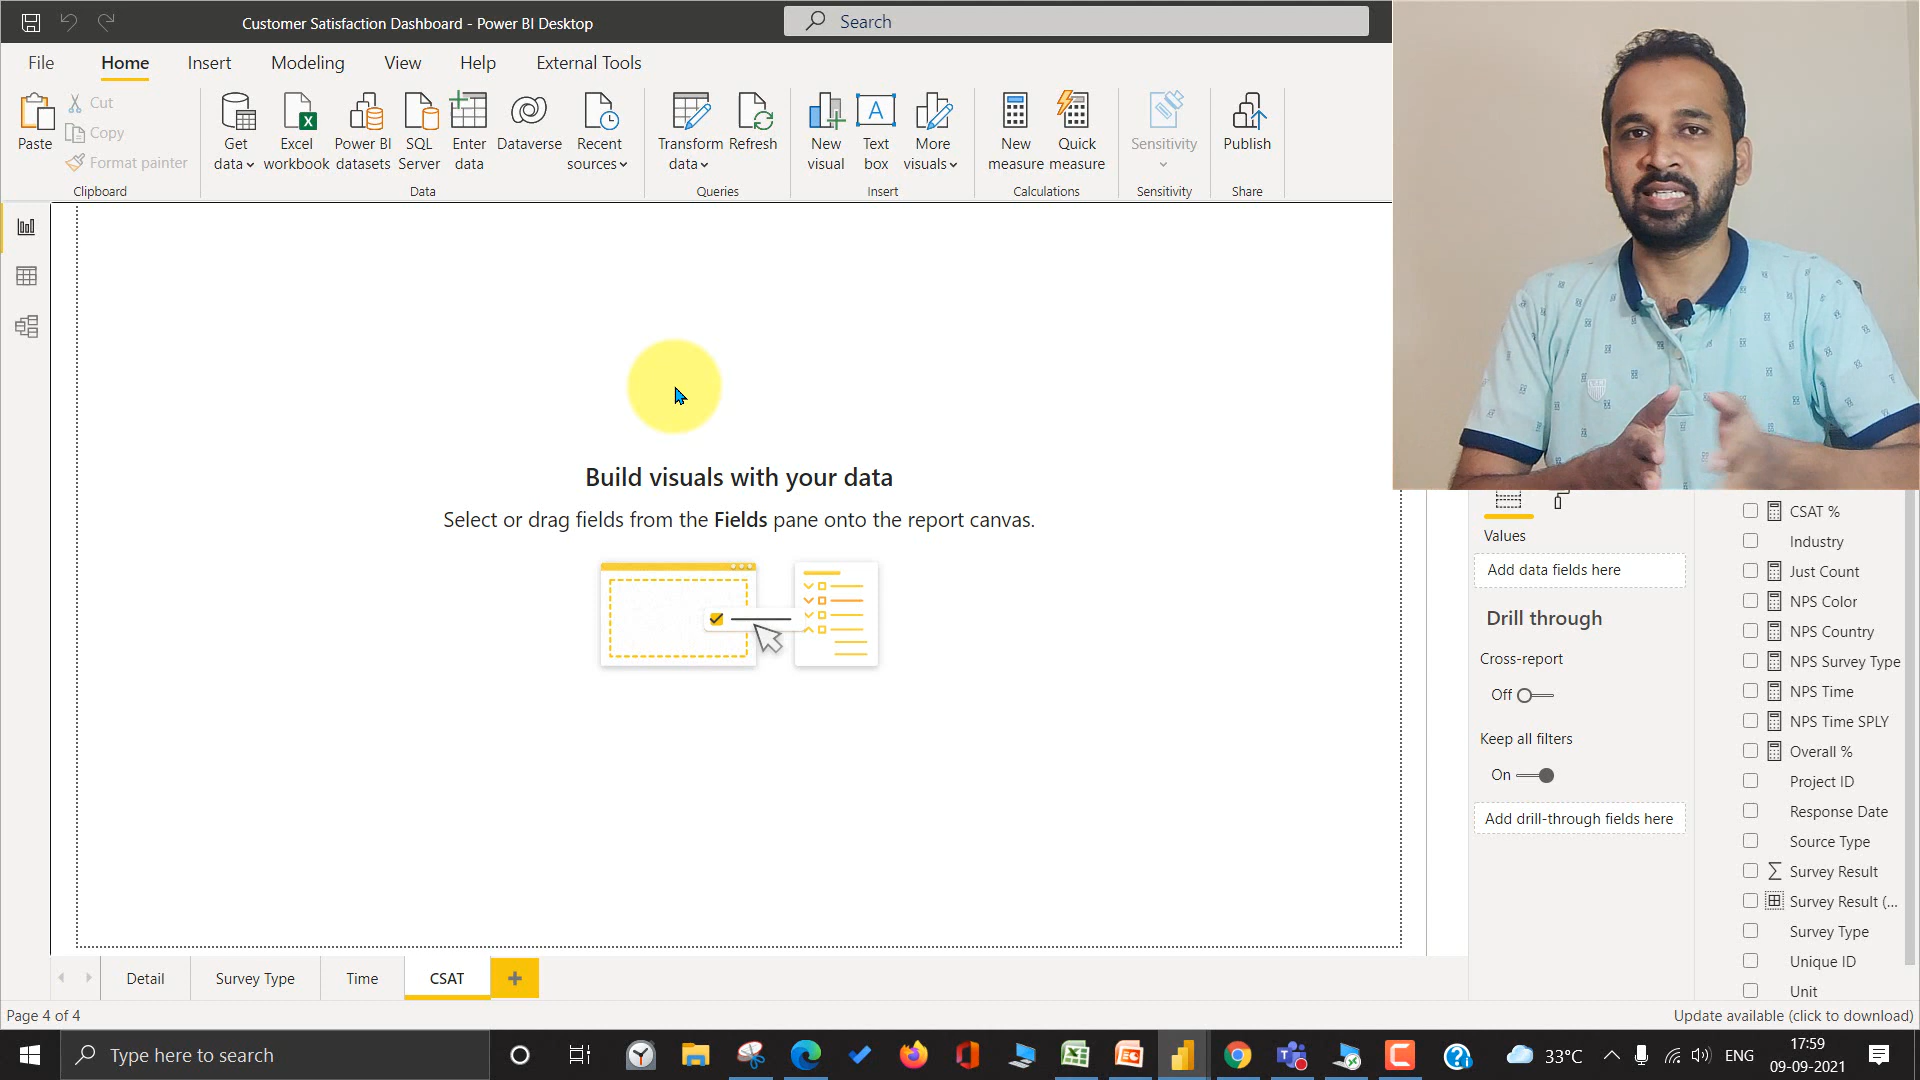 Customer Satisfaction Dashboard - Power BI Desktop
Search
File Home Insert Modeling View Help External Tools
Paste
Cut
Copy
Format painter
Get data
Excel workbook
Power BI datasets
SQL Server
Enter data
Dataverse
Recent sources
Transform data
Refresh
New visual
Text box
More visuals
New measure
Quick measure
Sensitivity
Publish
Clipboard Data Queries Insert Calculations Sensitivity Share
Build visuals with your data
Select or drag fields from the Fields pane onto the report canvas.
Values
Add data fields here
Drill through
Cross-report
Off
Keep all filters
On
Add drill-through fields here
CSAT %
Industry
Just Count
NPS Color
NPS Country
NPS Survey Type
NPS Time
NPS Time SPLY
Overall %
Project ID
Response Date
Source Type
Survey Result
Survey Result (...
Survey Type
Unique ID
Unit
Detail Survey Type Time CSAT
Page 4 of 4
Update available (click to download)
Type here to search
33°C
ENG
17:59
09-09-2021